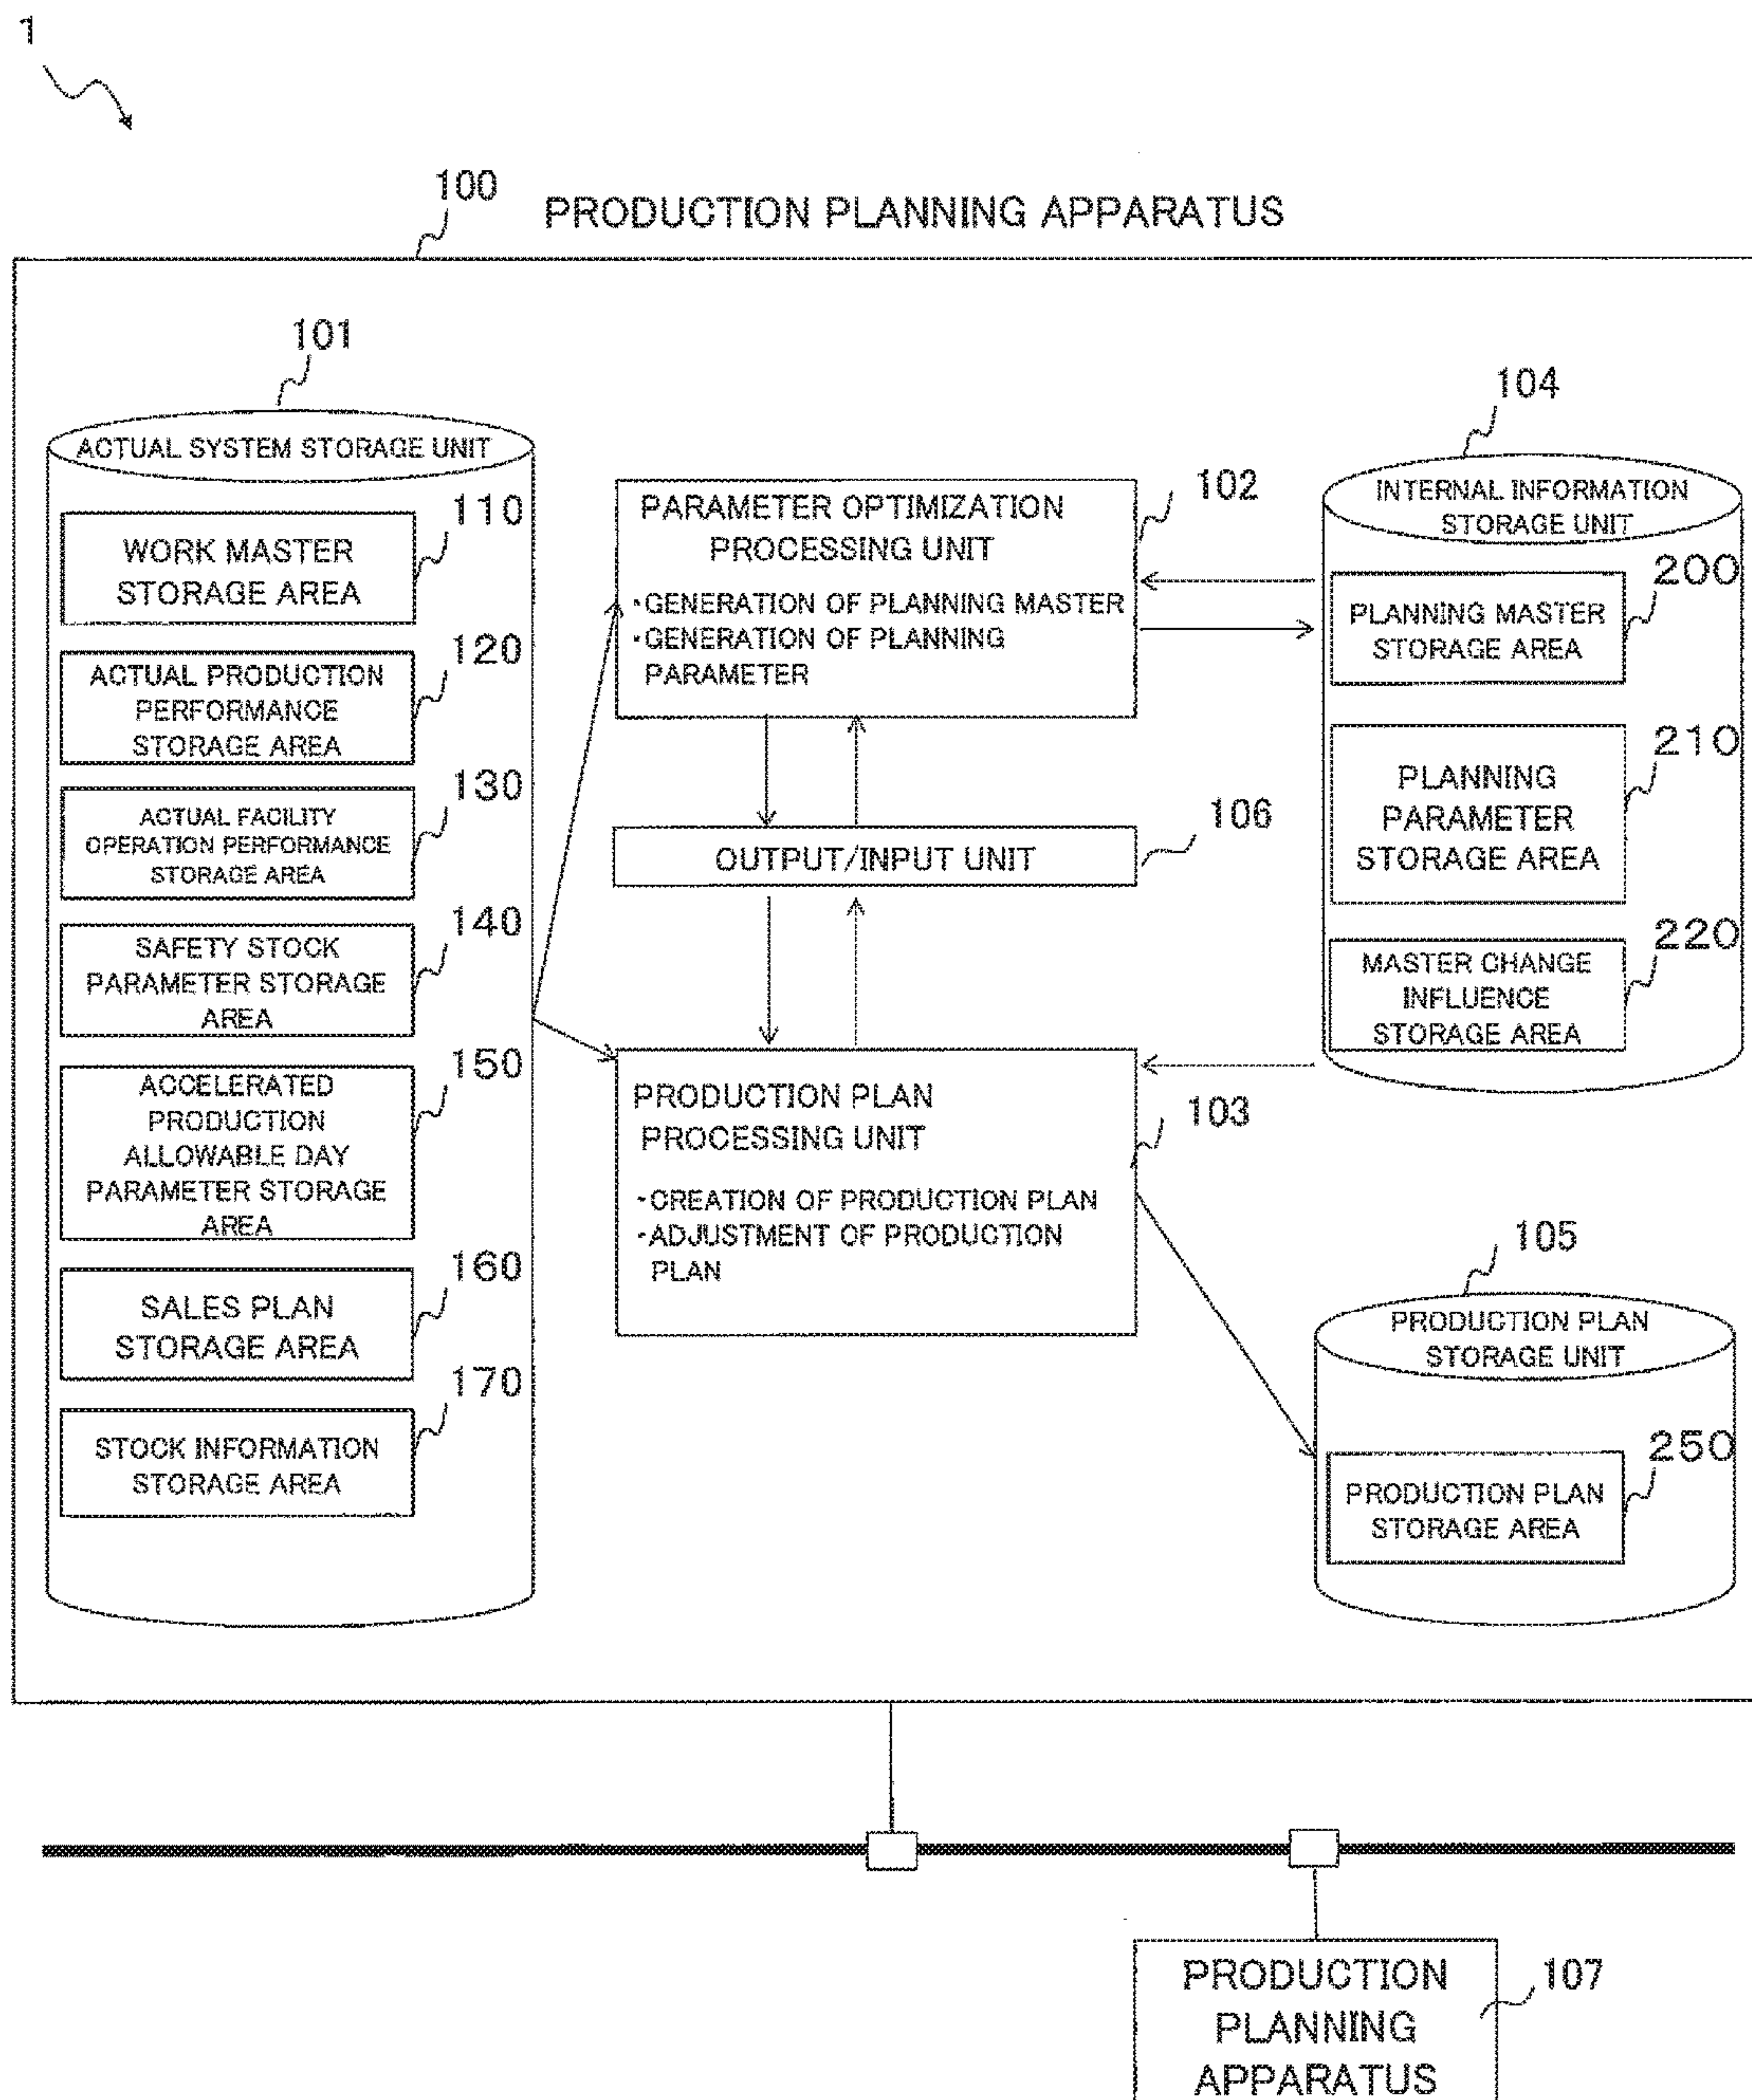 1
100
PRODUCTION PLANNING APPARATUS
101
ACTUAL SYSTEM STORAGE UNIT
110
WORK MASTER
STORAGE AREA
120
ACTUAL PRODUCTION
PERFORMANCE
STORAGE AREA
130
ACTUAL FACILITY
OPERATION PERFORMANCE
STORAGE AREA
140
SAFETY STOCK
PARAMETER STORAGE
AREA
150
ACCELERATED
PRODUCTION
ALLOWABLE DAY
PARAMETER STORAGE
AREA
160
SALES PLAN
STORAGE AREA
170
STOCK INFORMATION
STORAGE AREA
102
PARAMETER OPTIMIZATION
PROCESSING UNIT
・GENERATION OF PLANNING MASTER
・GENERATION OF PLANNING
PARAMETER
106
OUTPUT/INPUT UNIT
103
PRODUCTION PLAN
PROCESSING UNIT
・CREATION OF PRODUCTION PLAN
・ADJUSTMENT OF PRODUCTION
PLAN
104
INTERNAL INFORMATION
STORAGE UNIT
200
PLANNING MASTER
STORAGE AREA
210
PLANNING
PARAMETER
STORAGE AREA
220
MASTER CHANGE
INFLUENCE
STORAGE AREA
105
PRODUCTION PLAN
STORAGE UNIT
250
PRODUCTION PLAN
STORAGE AREA
107
PRODUCTION
PLANNING
APPARATUS